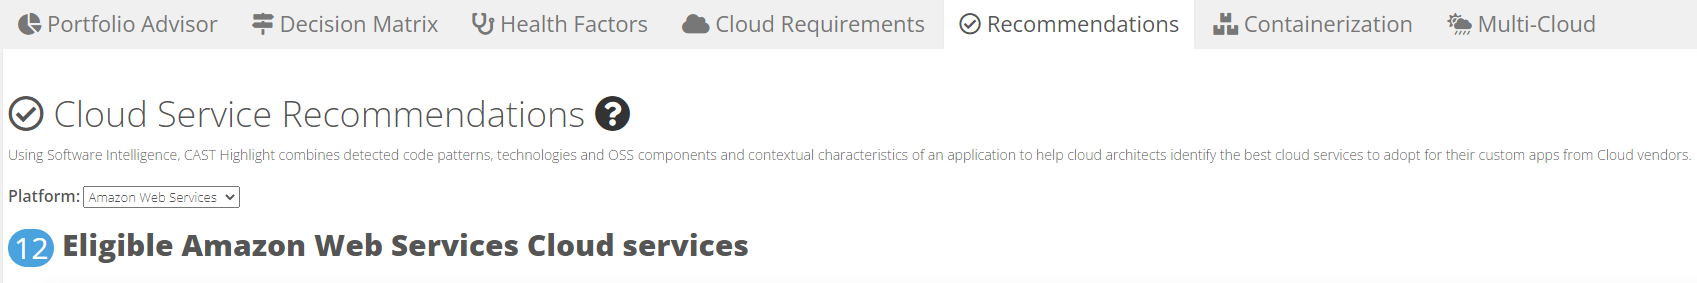 Portfolio Advisor Decision Matrix Health Factors Cloud Requirements Recommendations Containerization Multi-Cloud
Cloud Service Recommendations ?
Using Software Intelligence, CAST Highlight combines detected code patterns, technologies and OSS components and contextual characteristics of an application to help cloud architects identify the best cloud services to adopt for their custom apps from Cloud vendors.
Platform: Amazon Web Services
12 Eligible Amazon Web Services Cloud services